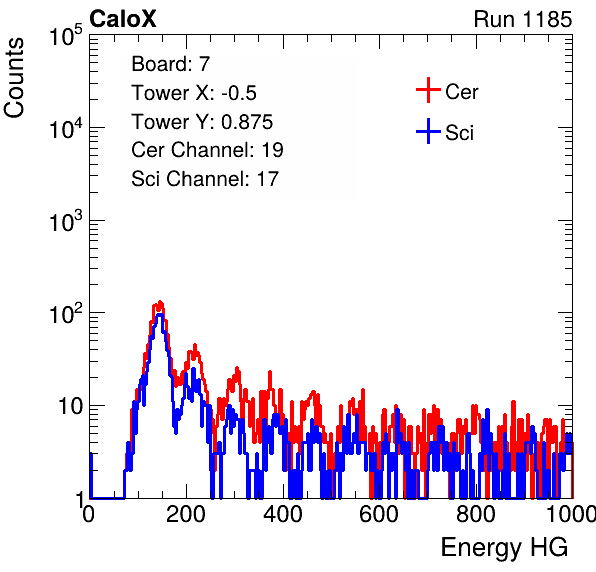 CaloX Run 1185
Counts
10^5
10^4
10^3
10^2
10
1
Board: 7
Tower X: -0.5
Tower Y: 0.875
Cer Channel: 19
Sci Channel: 17
Cer
Sci
0 200 400 600 800 1000
Energy HG